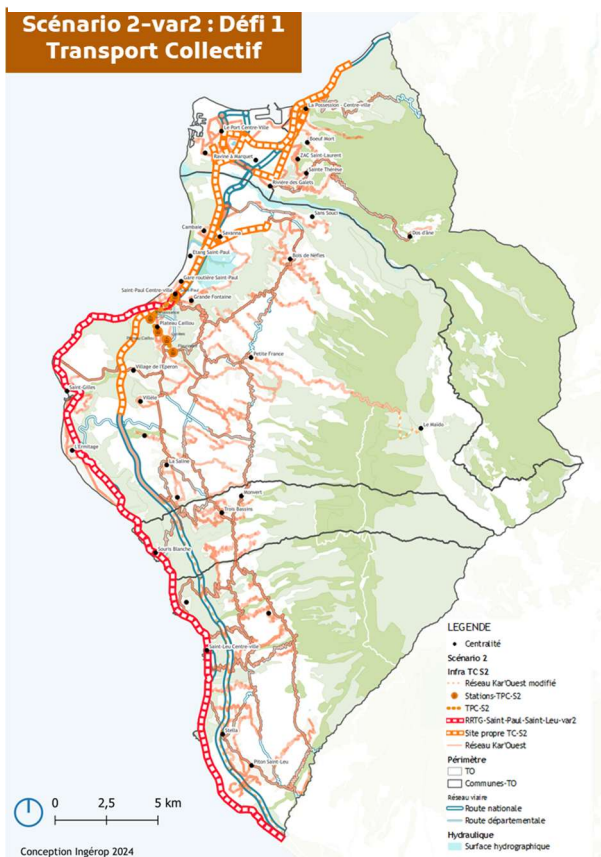 Scénario 2-var2 : Défi 1
Transport Collectif
La Possession - Centre-ville
Le Port Centre-Ville
Boeuf Mort
Ravine à Marquet
ZAC Saint-Laurent
Sainte Thérèse
Rivière des Galets
Sans Souci
Cambaie
Savanna
Dos d'âne
Etang Saint-Paul
Bois de Nèfles
Gare routière Saint-Paul
Saint-Paul Centre-ville
Grande Fontaine
Plateau Caillou
Petite France
Village de l'Eperon
Saint-Gilles
Villèle
Le Maïdo
L'Ermitage
La Saline
Montvert
Trois Bassins
Souris Blanche
Saint-Leu Centre-ville
Stella
Piton Saint-Leu
LEGENDE
Centralité
Scénario 2
Infra TC S2
Réseau Kar'Ouest modifié
Stations-TPC-S2
TPC-S2
RRTG-Saint-Paul-Saint-Leu-var2
Site propre TC-S2
Réseau Kar'Ouest
Périmètre
TO
Communes-TO
Réseau viaire
Route nationale
Route départementale
Hydraulique
Surface hydrographique
0 2,5 5 km
Conception Ingérop 2024